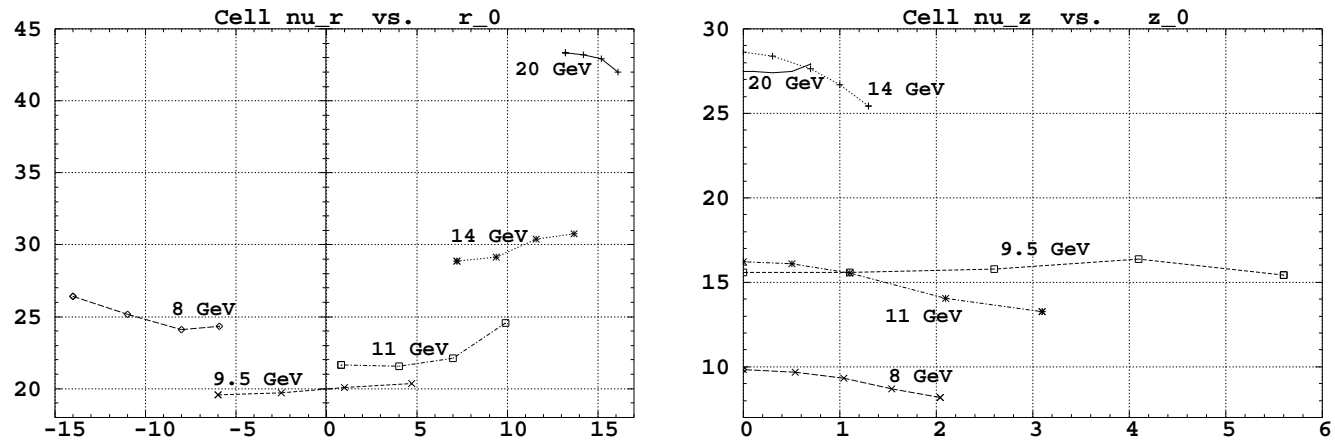 Cell nu_r vs. r_0
45
40
35
30
25
20
20 GeV
14 GeV
8 GeV
11 GeV
9.5 GeV
-15 -10 -5 0 5 10 15
Cell nu_z vs. z_0
30
25
20
15
10
20 GeV
14 GeV
9.5 GeV
11 GeV
8 GeV
0 1 2 3 4 5 6